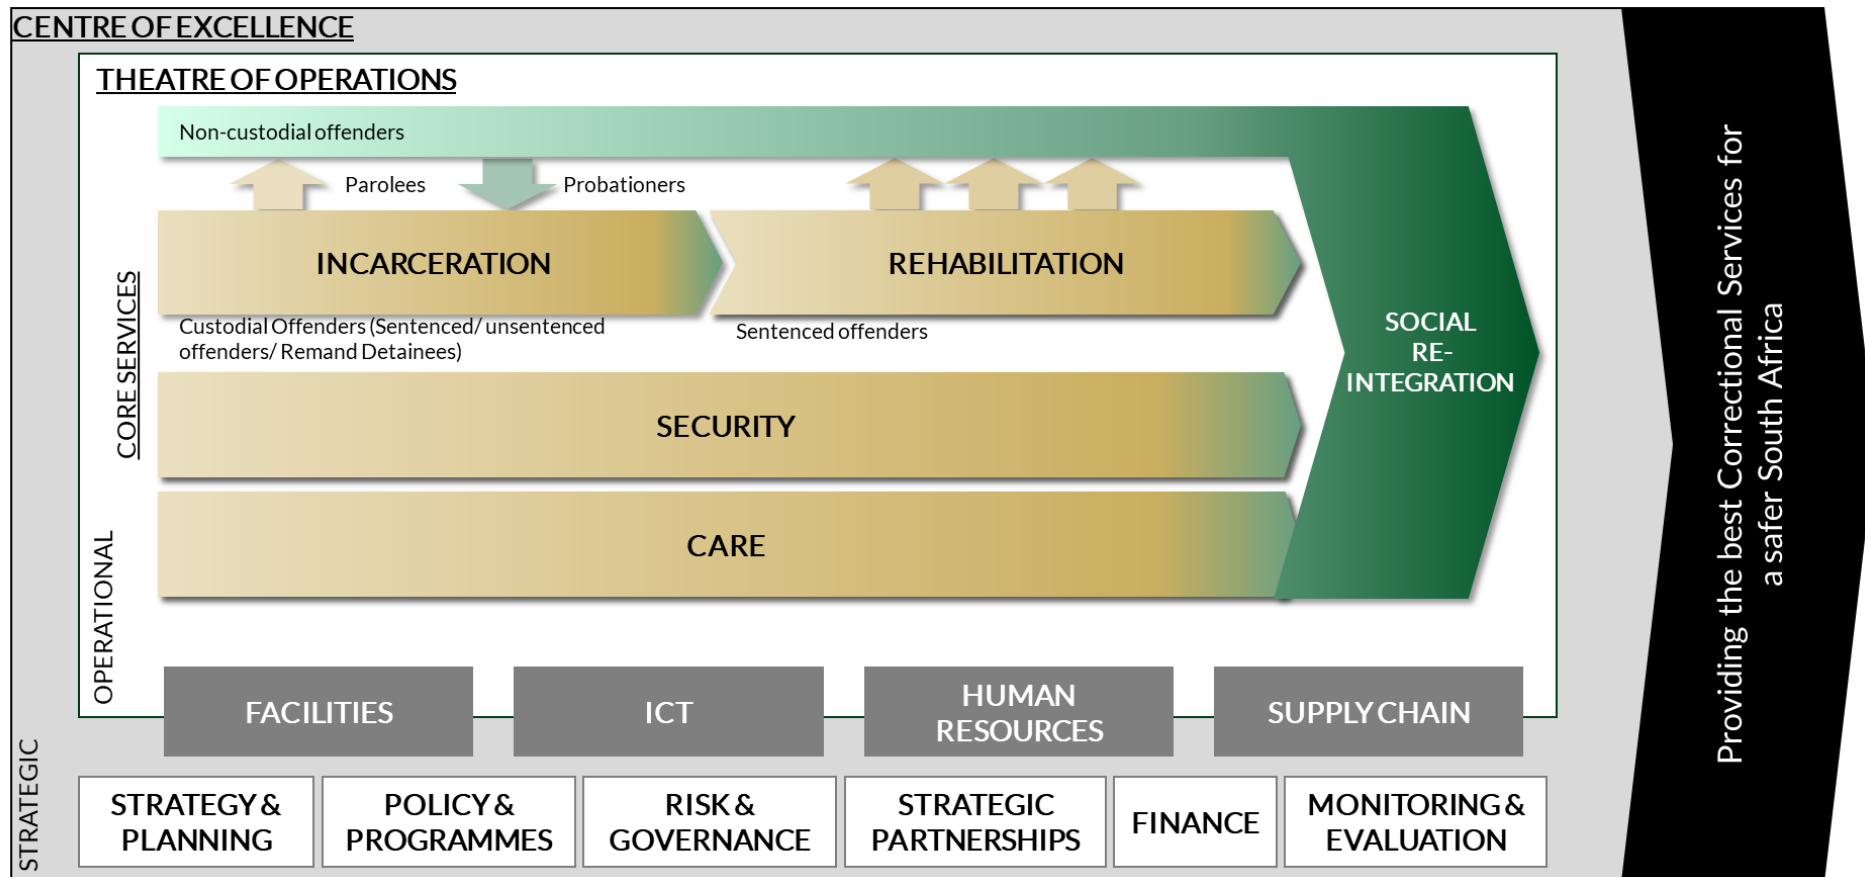 CENTRE OF EXCELLENCE
THEATRE OF OPERATIONS
Non-custodial offenders
Parolees
Probationers
INCARCERATION
REHABILITATION
Custodial Offenders (Sentenced/ unsentenced
offenders/ Remand Detainees)
Sentenced offenders
SECURITY
CARE
SOCIAL
RE-
INTEGRATION
CORE SERVICES
OPERATIONAL
FACILITIES
ICT
HUMAN
RESOURCES
SUPPLY CHAIN
STRATEGIC
STRATEGY &
PLANNING
POLICY &
PROGRAMMES
RISK &
GOVERNANCE
STRATEGIC
PARTNERSHIPS
FINANCE
MONITORING &
EVALUATION
Providing the best Correctional Services for
a safer South Africa